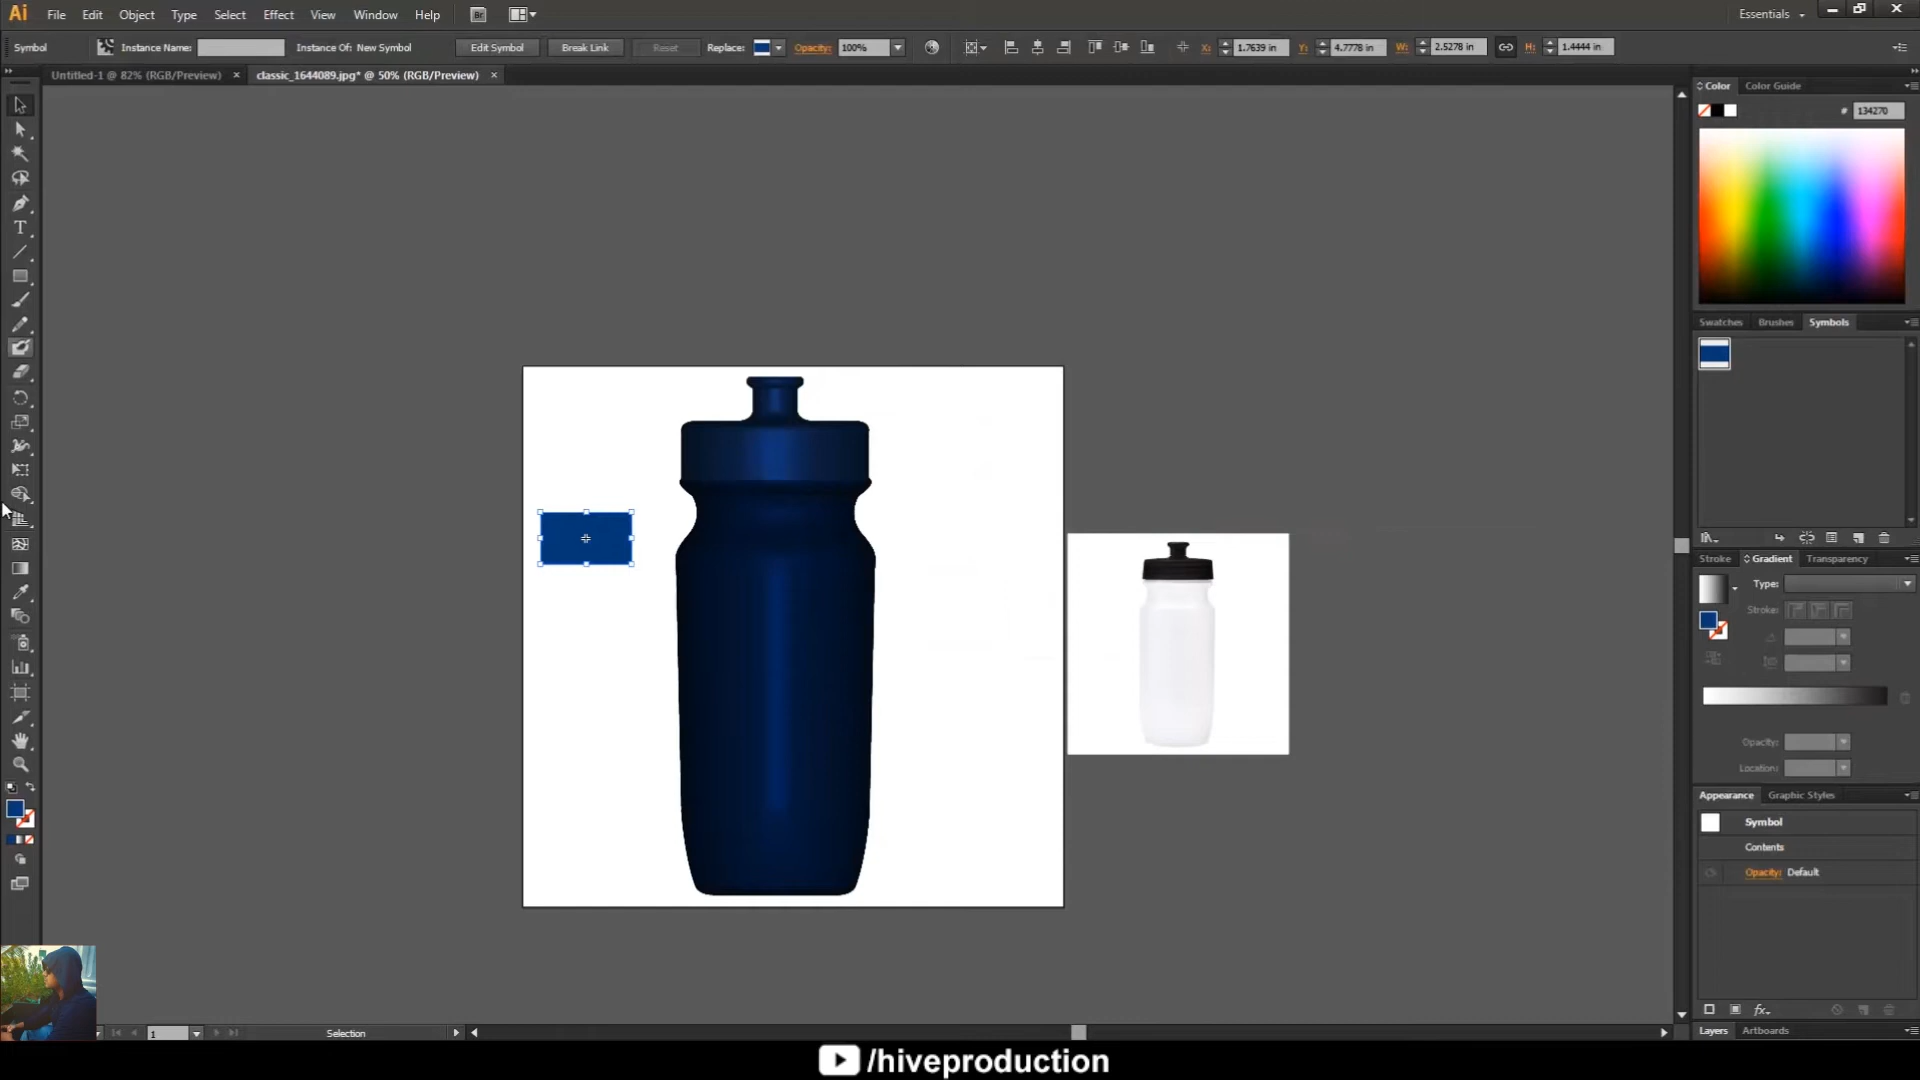 Ai File Edit Object Type Select Effect View Window Help Br Essentials
Symbol Instance Name: Instance Of: New Symbol Edit Symbol Break Link Reset Replace: Opacity: 100% X: 1.7639 in Y: 4.7778 in W: 2.5278 in H: 1.4444 in
Untitled-1 @ 82% (RGB/Preview) × classic_1644089.jpg* @ 50% (RGB/Preview) ×
Color Color Guide
# 134270
Swatches Brushes Symbols
Stroke Gradient Transparency
Type:
Stroke:
Opacity:
Location:
Appearance Graphic Styles
Symbol
Contents
Opacity: Default
fx
1 Selection
Layers Artboards
/hiveproduction